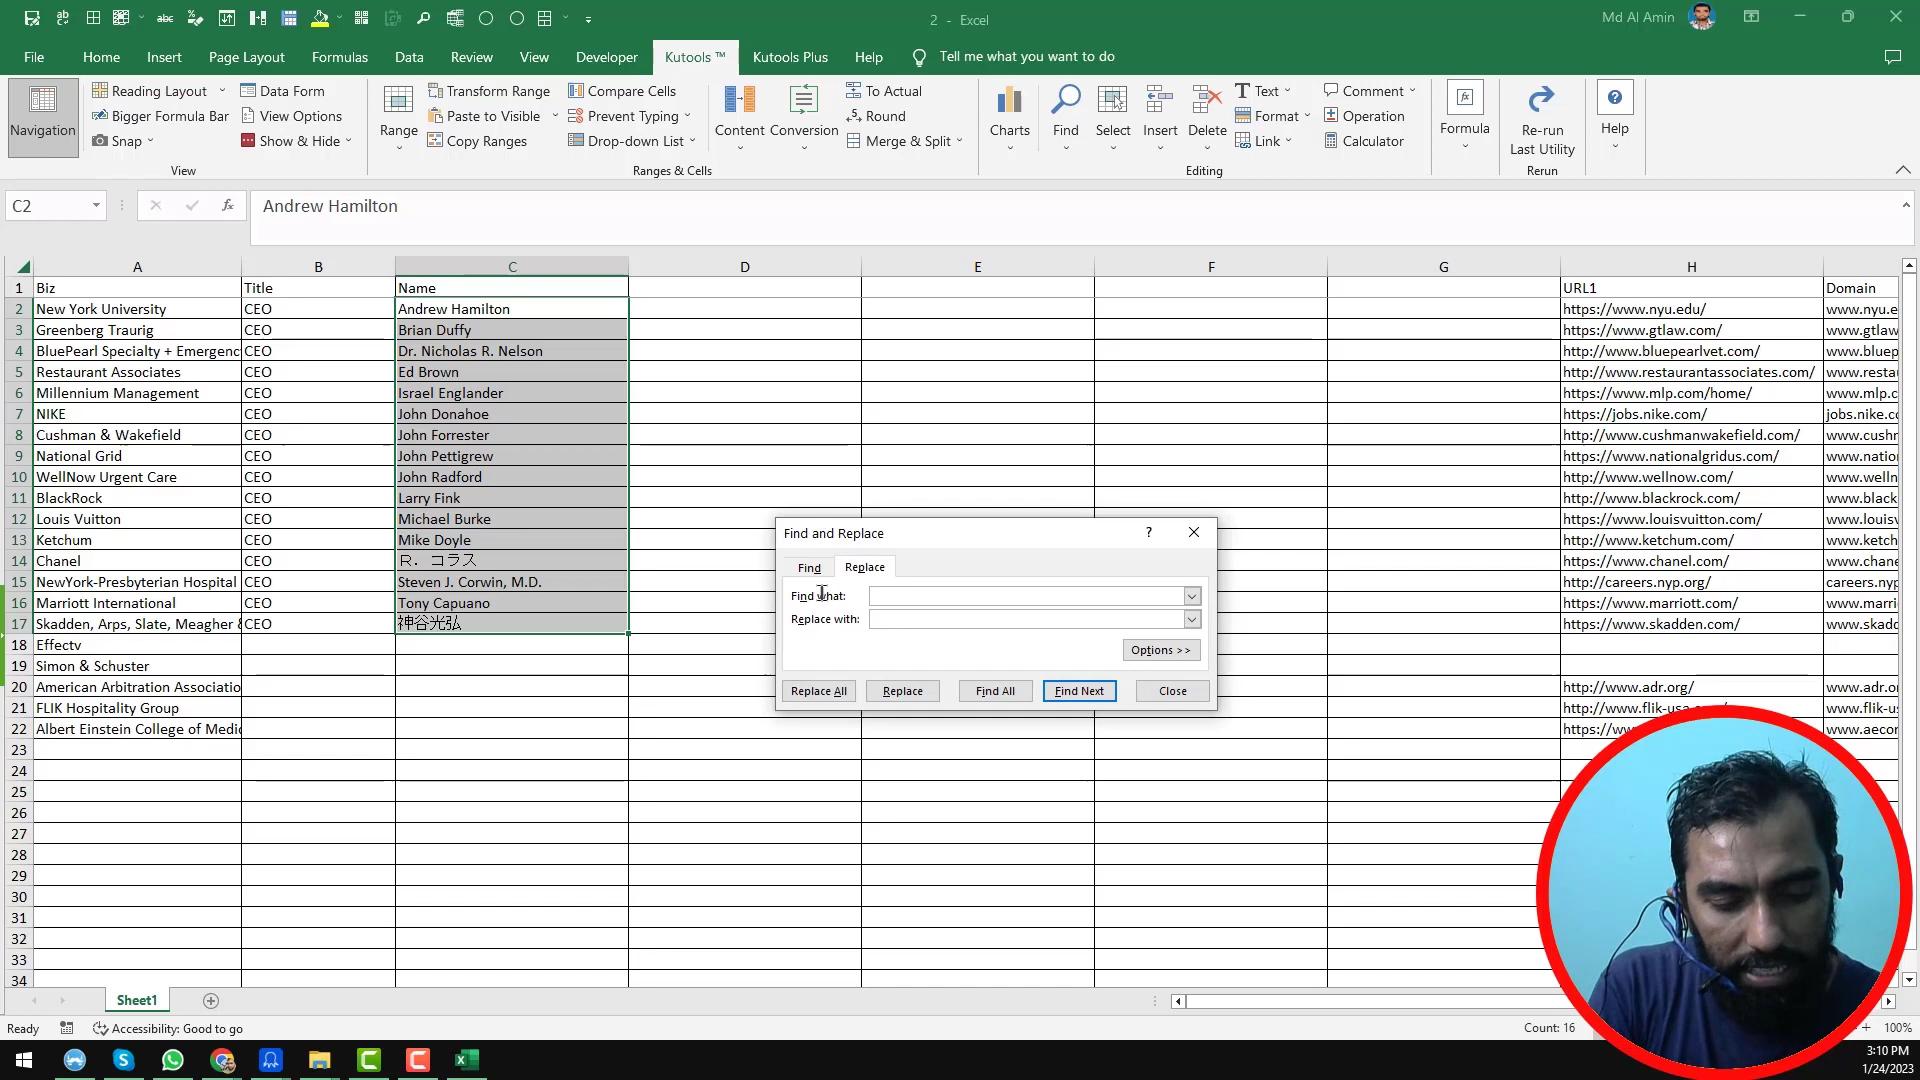 2 - Excel
Md Al Amin
File Home Insert Page Layout Formulas Data Review View Developer Kutools ™ Kutools Plus Help Tell me what you want to do
Navigation
Reading Layout
Bigger Formula Bar
Snap
Data Form
View Options
Show & Hide
View
Range
Transform Range
Paste to Visible
Copy Ranges
Compare Cells
Prevent Typing
Drop-down List
Content
Conversion
To Actual
Round
Merge & Split
Ranges & Cells
Charts
Find
Select
Insert
Delete
Text
Format
Link
Comment
Operation
Calculator
Editing
Formula
Re-run
Last Utility
Rerun
Help
C2 fx Andrew Hamilton
A B C D E F G H
1 Biz Title Name URL1 Domain
2 New York University CEO Andrew Hamilton https://www.nyu.edu/ www.nyu.e
3 Greenberg Traurig CEO Brian Duffy https://www.gtlaw.com/ www.gtlaw
4 BluePearl Specialty + Emergenc CEO Dr. Nicholas R. Nelson http://www.bluepearlvet.com/ www.bluep
5 Restaurant Associates CEO Ed Brown http://www.restaurantassociates.com/ www.resta
6 Millennium Management CEO Israel Englander http://www.mlp.com/home/ www.mlp.c
7 NIKE CEO John Donahoe https://jobs.nike.com/ jobs.nike.co
8 Cushman & Wakefield CEO John Forrester http://www.cushmanwakefield.com/ www.cushn
9 National Grid CEO John Pettigrew https://www.nationalgridus.com/ www.natio
10 WellNow Urgent Care CEO John Radford http://www.wellnow.com/ www.welln
11 BlackRock CEO Larry Fink http://www.blackrock.com/ www.black
12 Louis Vuitton CEO Michael Burke https://www.louisvuitton.com/ www.louisv
13 Ketchum CEO Mike Doyle http://www.ketchum.com/ www.ketch
14 Chanel CEO Ｒ．コラス https://www.chanel.com/ www.chane
15 NewYork-Presbyterian Hospital CEO Steven J. Corwin, M.D. http://careers.nyp.org/ careers.nyp
16 Marriott International CEO Tony Capuano https://www.marriott.com/ www.marri
17 Skadden, Arps, Slate, Meagher & CEO 神谷光弘 https://www.skadden.com/ www.skadd
18 Effectv
19 Simon & Schuster
20 American Arbitration Associatio http://www.adr.org/ www.adr.o
21 FLIK Hospitality Group http://www.flik-usa.com/ www.flik-u
22 Albert Einstein College of Medic https://ww www.aecor
23
24
25
26
27
28
29
30
31
32
33
34
Find and Replace ?
Find Replace
Find what:
Replace with:
Options >>
Replace All Replace Find All Find Next Close
Sheet1
Ready Accessibility: Good to go Count: 16 100%
3:10 PM
1/24/2023